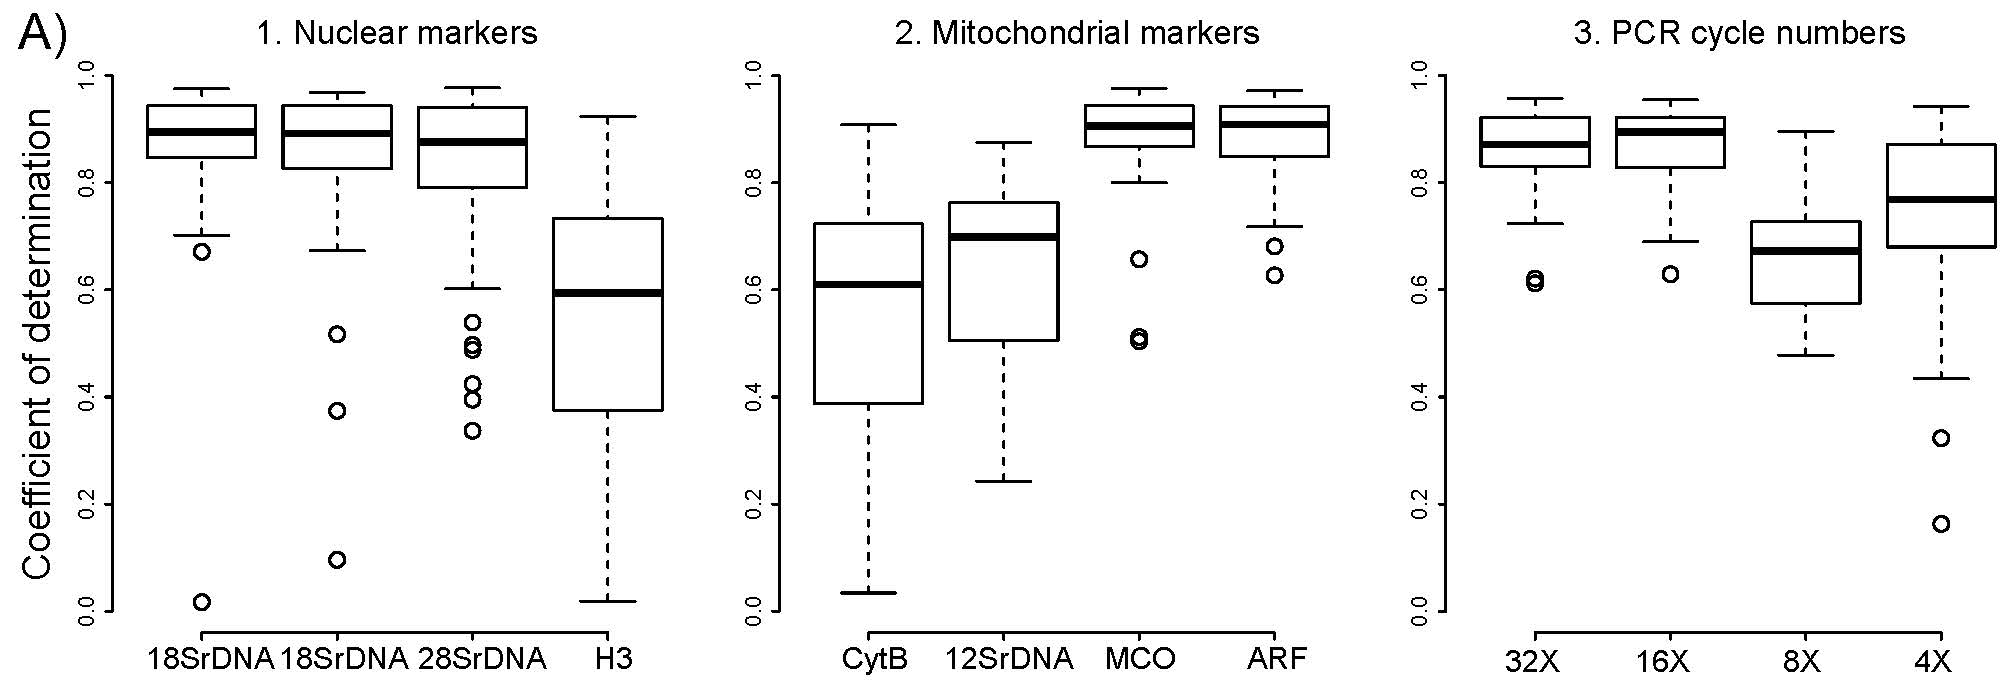 A)
1. Nuclear markers
2. Mitochondrial markers
3. PCR cycle numbers
Coefficient of determination
1.0
0.8
0.6
0.4
0.2
0.0
18SrDNA 18SrDNA 28SrDNA H3
1.0
0.8
0.6
0.4
0.2
0.0
CytB 12SrDNA MCO ARF
1.0
0.8
0.6
0.4
0.2
0.0
32X 16X 8X 4X